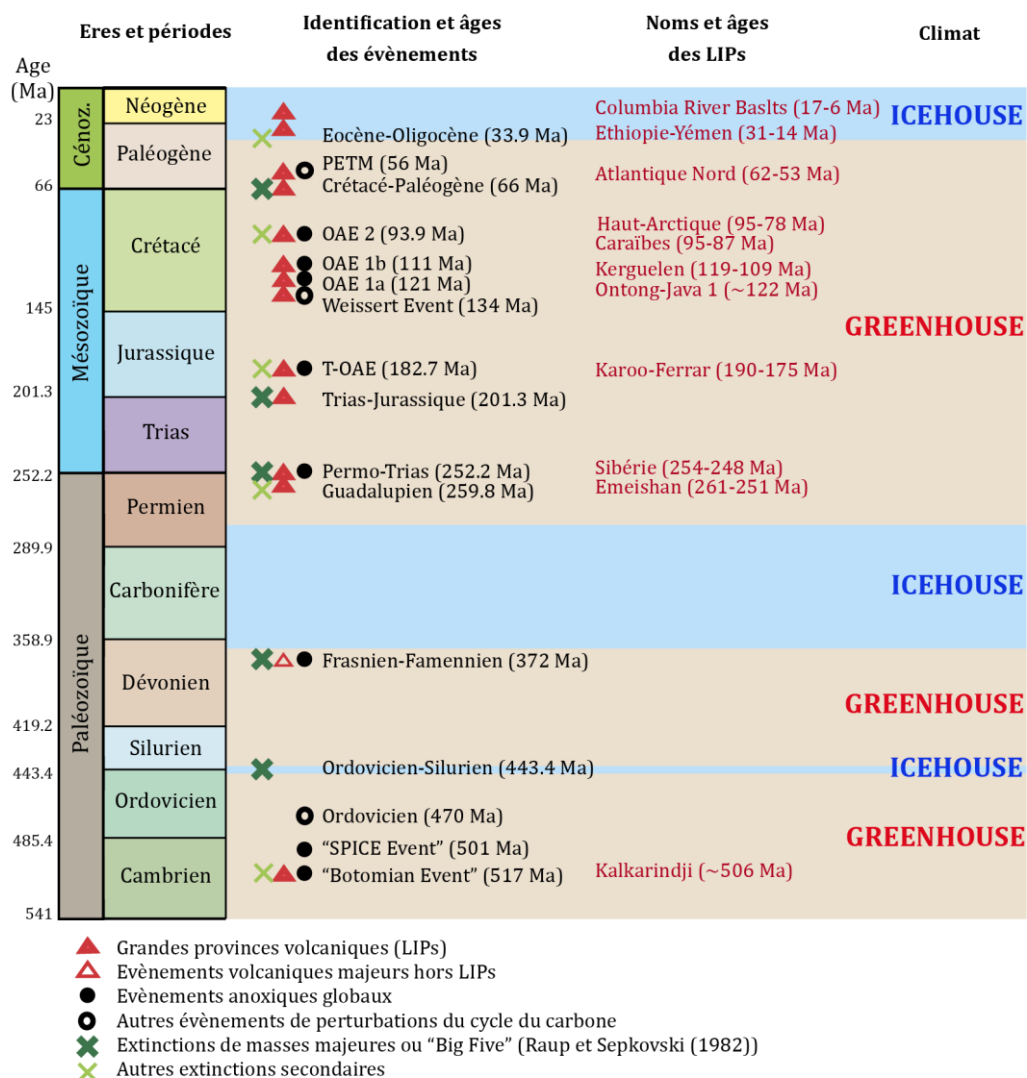 Eres et périodes
Identification et âges
des évènements
Noms et âges
des LIPs
Climat
Age
(Ma)
Cénoz.
Néogène
Columbia River Baslts (17-6 Ma)
ICEHOUSE
23
Eocène-Oligocène (33.9 Ma)
Ethiopie-Yémen (31-14 Ma)
Paléogène
PETM (56 Ma)
Atlantique Nord (62-53 Ma)
Crétacé-Paléogène (66 Ma)
66
Mésozoïque
Crétacé
OAE 2 (93.9 Ma)
Haut-Arctique (95-78 Ma)
Caraïbes (95-87 Ma)
OAE 1b (111 Ma)
Kerguelen (119-109 Ma)
OAE 1a (121 Ma)
Ontong-Java 1 (~122 Ma)
Weissert Event (134 Ma)
145
GREENHOUSE
Jurassique
T-OAE (182.7 Ma)
Karoo-Ferrar (190-175 Ma)
201.3
Trias-Jurassique (201.3 Ma)
Trias
Permo-Trias (252.2 Ma)
Sibérie (254-248 Ma)
252.2
Guadalupien (259.8 Ma)
Emeishan (261-251 Ma)
Paléozoïque
Permien
289.9
Carbonifère
ICEHOUSE
358.9
Frasnien-Famennien (372 Ma)
Dévonien
GREENHOUSE
419.2
Silurien
443.4
Ordovicien-Silurien (443.4 Ma)
ICEHOUSE
Ordovicien
Ordovicien (470 Ma)
485.4
GREENHOUSE
“SPICE Event” (501 Ma)
Cambrien
“Botomian Event” (517 Ma)
Kalkarindji (~506 Ma)
541
Grandes provinces volcaniques (LIPs)
Evènements volcaniques majeurs hors LIPs
Evènements anoxiques globaux
Autres évènements de perturbations du cycle du carbone
Extinctions de masses majeures ou “Big Five” (Raup et Sepkovski (1982))
Autres extinctions secondaires